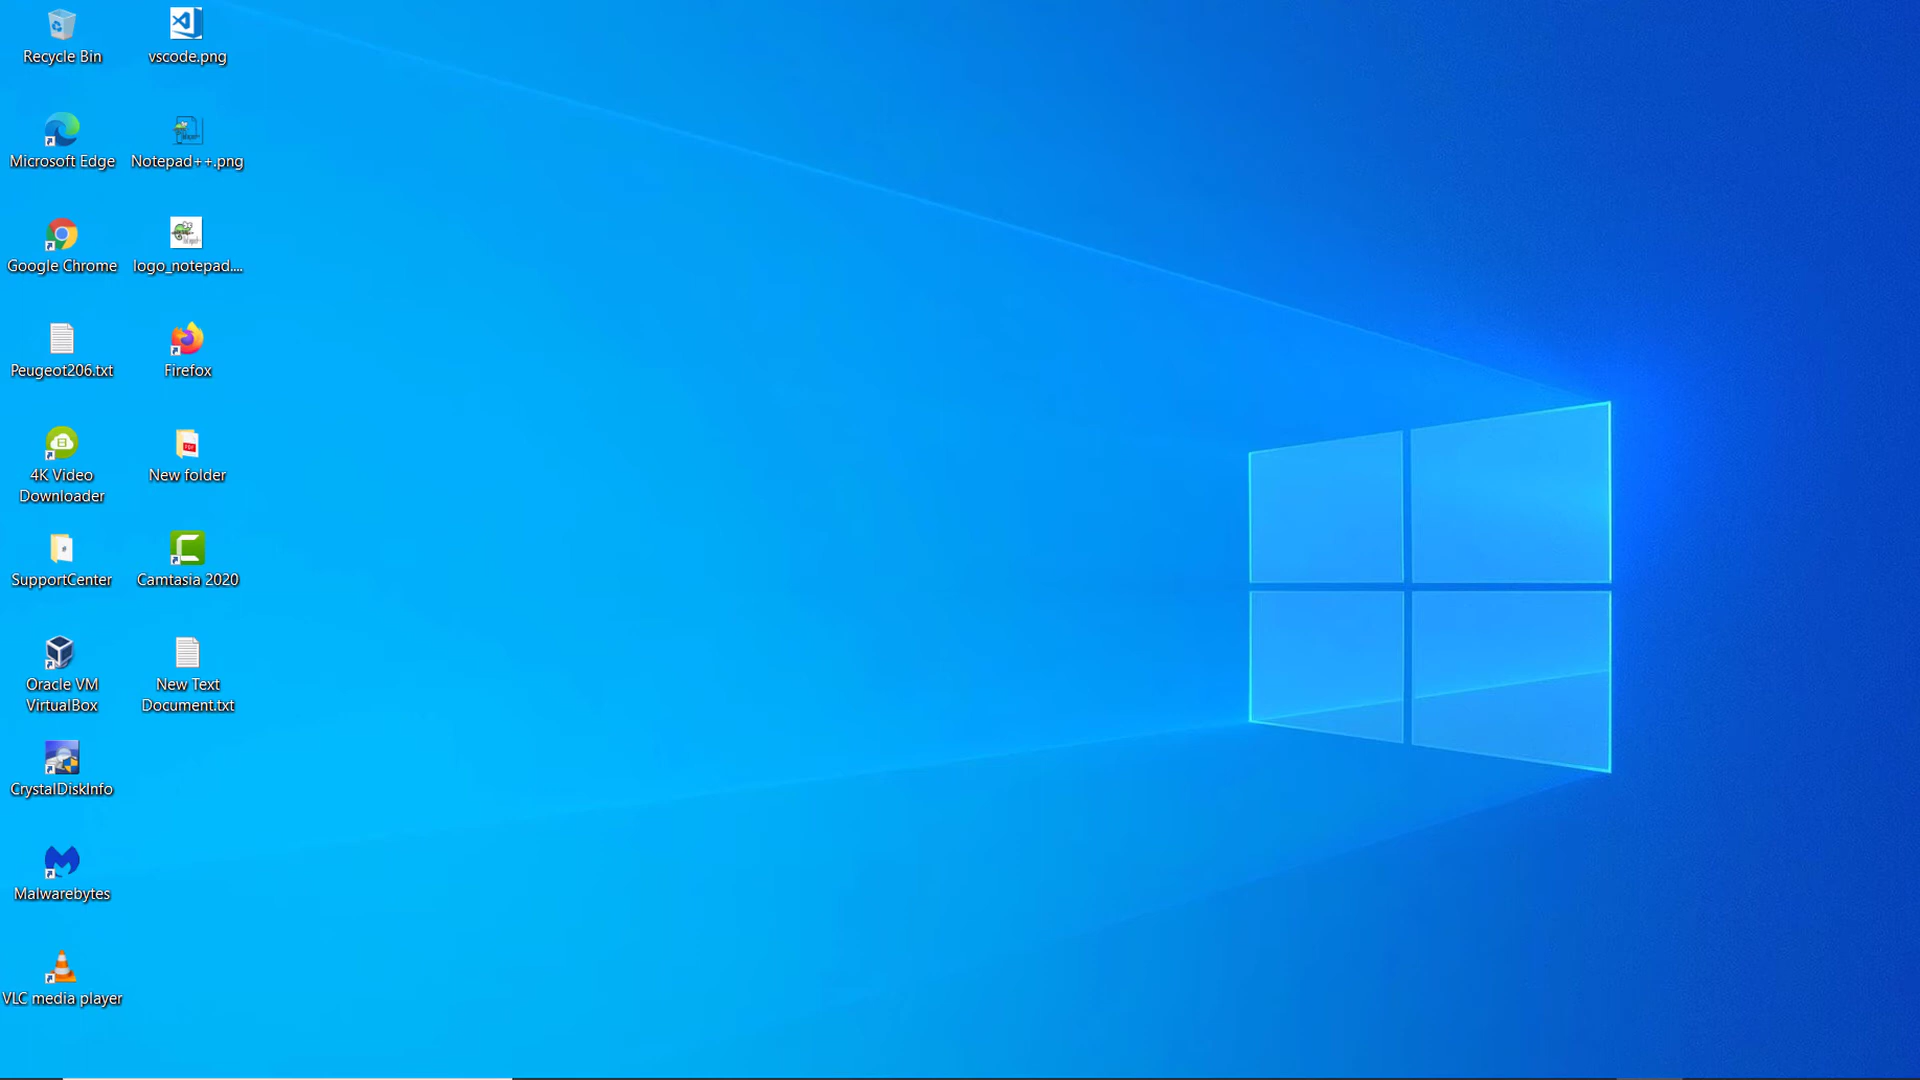 Recycle Bin
vscode.png
Microsoft Edge
Notepad++.png
Google Chrome
logo_notepad....
Peugeot206.txt
Firefox
4K Video
Downloader
New folder
SupportCenter
Camtasia 2020
Oracle VM
VirtualBox
New Text
Document.txt
CrystalDiskInfo
Malwarebytes
VLC media player